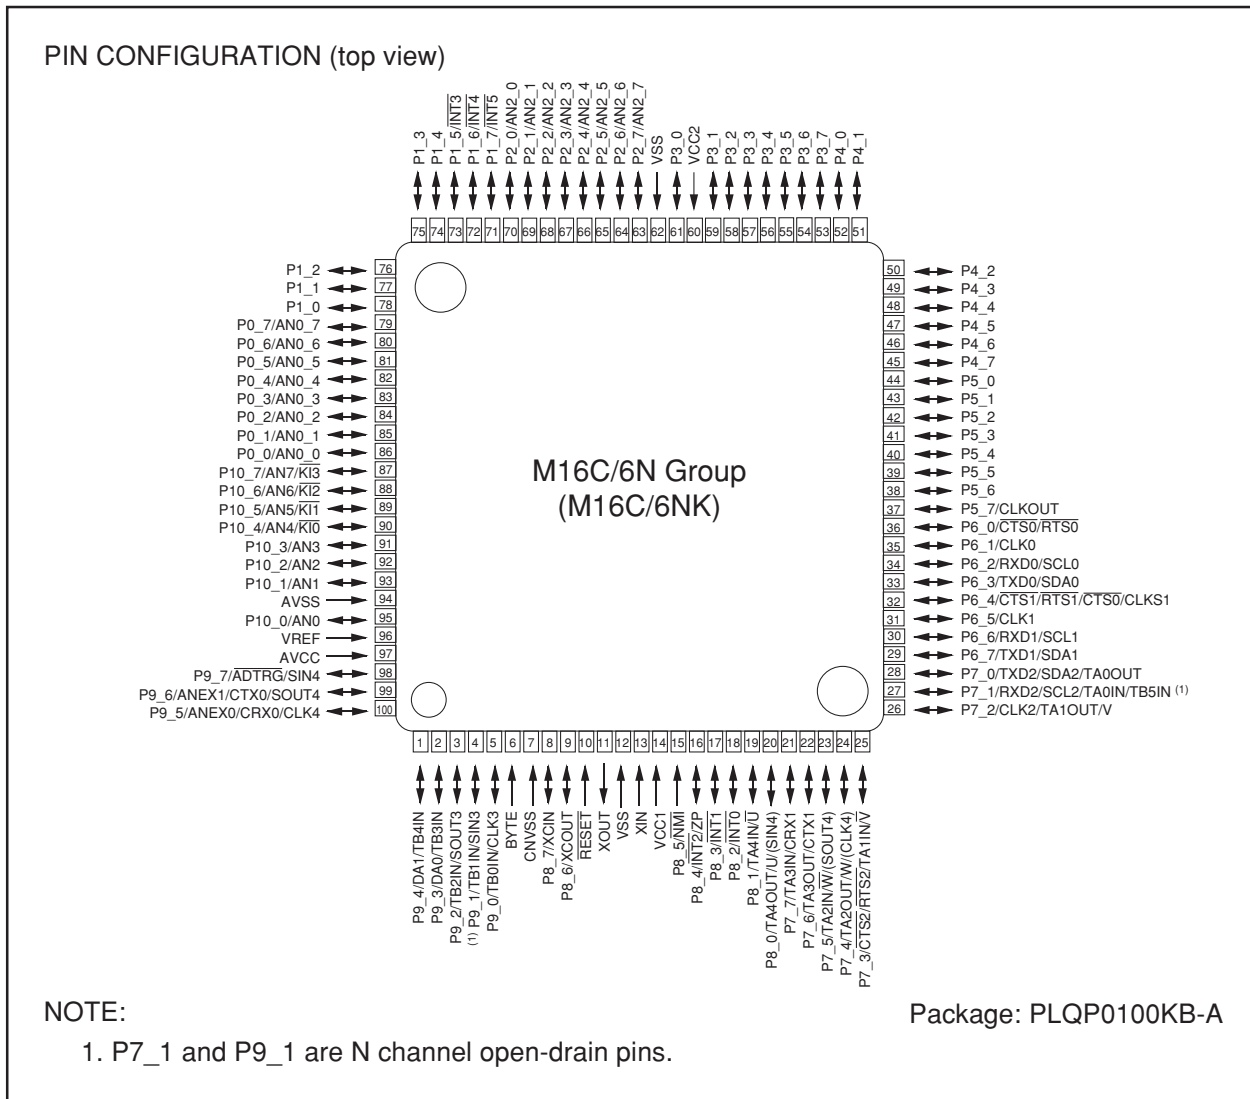 PIN CONFIGURATION (top view)
P1_3
P1_4
P1_5/INT3
P1_6/INT4
P1_7/INT5
P2_0/AN2_0
P2_1/AN2_1
P2_2/AN2_2
P2_3/AN2_3
P2_4/AN2_4
P2_5/AN2_5
P2_6/AN2_6
P2_7/AN2_7
VSS
P3_0
VCC2
P3_1
P3_2
P3_3
P3_4
P3_5
P3_6
P3_7
P4_0
P4_1
75 74 73 72 71 70 69 68 67 66 65 64 63 62 61 60 59 58 57 56 55 54 53 52 51
P1_2 76
P1_1 77
P1_0 78
P0_7/AN0_7 79
P0_6/AN0_6 80
P0_5/AN0_5 81
P0_4/AN0_4 82
P0_3/AN0_3 83
P0_2/AN0_2 84
P0_1/AN0_1 85
P0_0/AN0_0 86
P10_7/AN7/KI3 87
P10_6/AN6/KI2 88
P10_5/AN5/KI1 89
P10_4/AN4/KI0 90
P10_3/AN3 91
P10_2/AN2 92
P10_1/AN1 93
AVSS 94
P10_0/AN0 95
VREF 96
AVCC 97
P9_7/ADTRG/SIN4 98
P9_6/ANEX1/CTX0/SOUT4 99
P9_5/ANEX0/CRX0/CLK4 100
M16C/6N Group
(M16C/6NK)
50 P4_2
49 P4_3
48 P4_4
47 P4_5
46 P4_6
45 P4_7
44 P5_0
43 P5_1
42 P5_2
41 P5_3
40 P5_4
39 P5_5
38 P5_6
37 P5_7/CLKOUT
36 P6_0/CTS0/RTS0
35 P6_1/CLK0
34 P6_2/RXD0/SCL0
33 P6_3/TXD0/SDA0
32 P6_4/CTS1/RTS1/CTS0/CLKS1
31 P6_5/CLK1
30 P6_6/RXD1/SCL1
29 P6_7/TXD1/SDA1
28 P7_0/TXD2/SDA2/TA0OUT
27 P7_1/RXD2/SCL2/TA0IN/TB5IN (1)
26 P7_2/CLK2/TA1OUT/V
1 2 3 4 5 6 7 8 9 10 11 12 13 14 15 16 17 18 19 20 21 22 23 24 25
P9_4/DA1/TB4IN
P9_3/DA0/TB3IN
P9_2/TB2IN/SOUT3
(1) P9_1/TB1IN/SIN3
P9_0/TB0IN/CLK3
BYTE
CNVSS
P8_7/XCIN
P8_6/XCOUT
RESET
XOUT
VSS
XIN
VCC1
P8_5/NMI
P8_4/INT2/ZP
P8_3/INT1
P8_2/INT0
P8_1/TA4IN/U
P8_0/TA4OUT/U/(SIN4)
P7_7/TA3IN/CRX1
P7_6/TA3OUT/CTX1
P7_5/TA2IN/W/(SOUT4)
P7_4/TA2OUT/W/(CLK4)
P7_3/CTS2/RTS2/TA1IN/V
NOTE:
1. P7_1 and P9_1 are N channel open-drain pins.
Package: PLQP0100KB-A